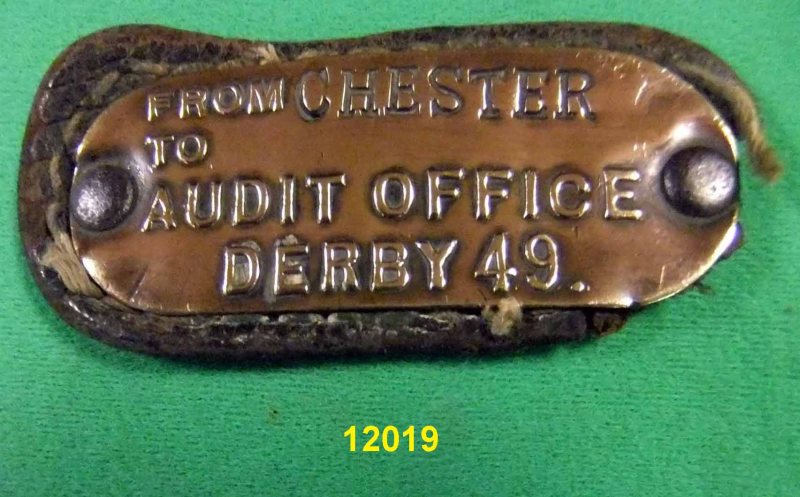 FROM CHESTER
TO
AUDIT OFFICE
DERBY 49.
12019